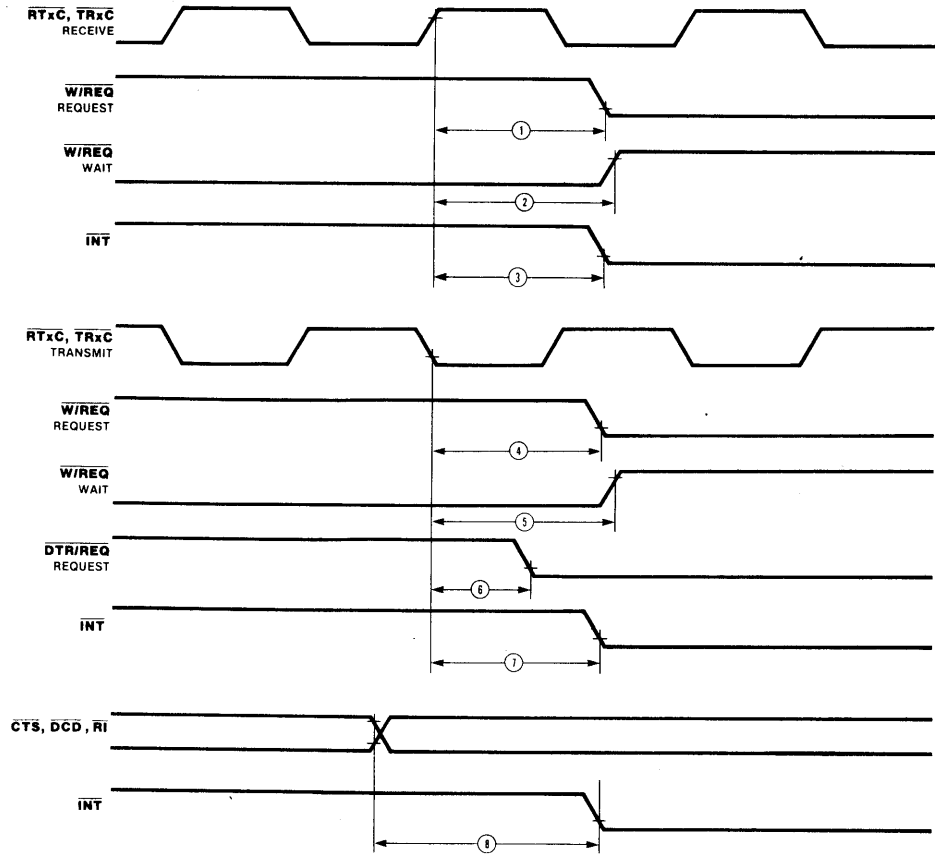 RTxC, TRxC
RECEIVE
W/REQ
REQUEST
1
W/REQ
WAIT
2
INT
3
RTxC, TRxC
TRANSMIT
W/REQ
REQUEST
4
W/REQ
WAIT
5
DTR/REQ
REQUEST
6
INT
7
CTS, DCD, RI
INT
8